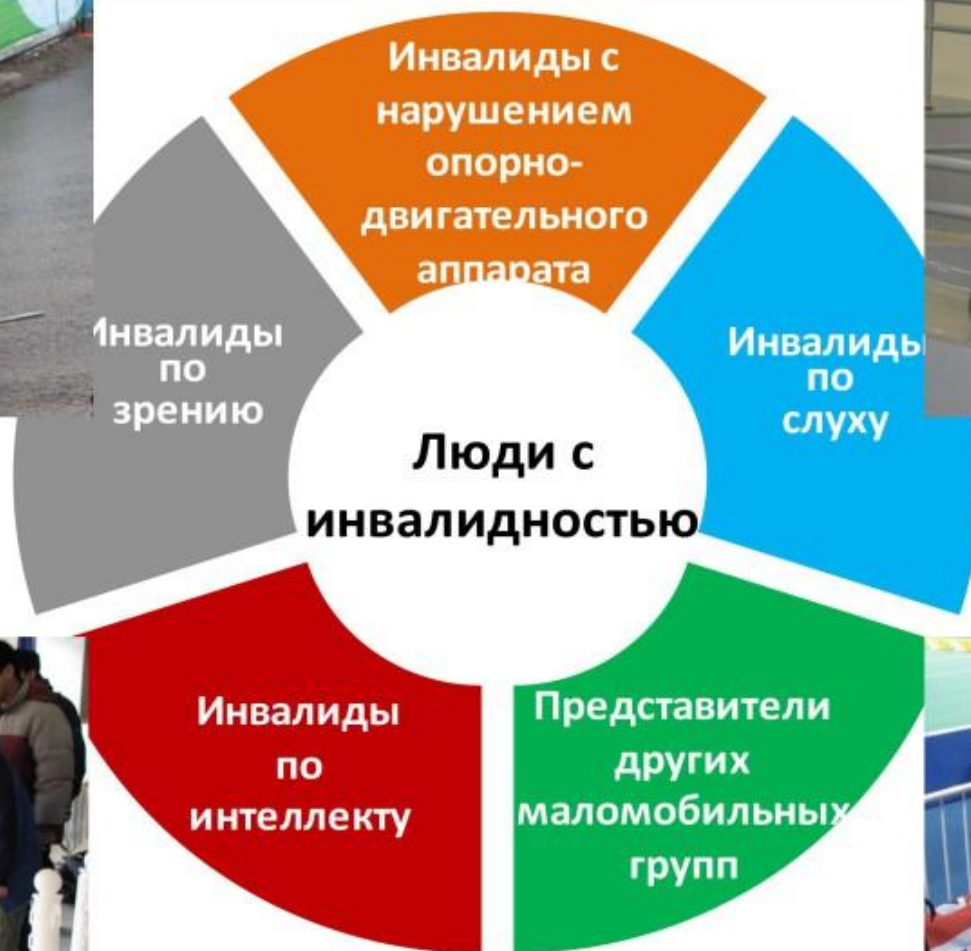 Инвалиды с
нарушением
опорно-
двигательного
аппарата
Инвалиды
по
слуху
Представители
других
маломобильных
групп
Инвалиды
по
интеллекту
Инвалиды
по
зрению
Люди с
инвалидностью